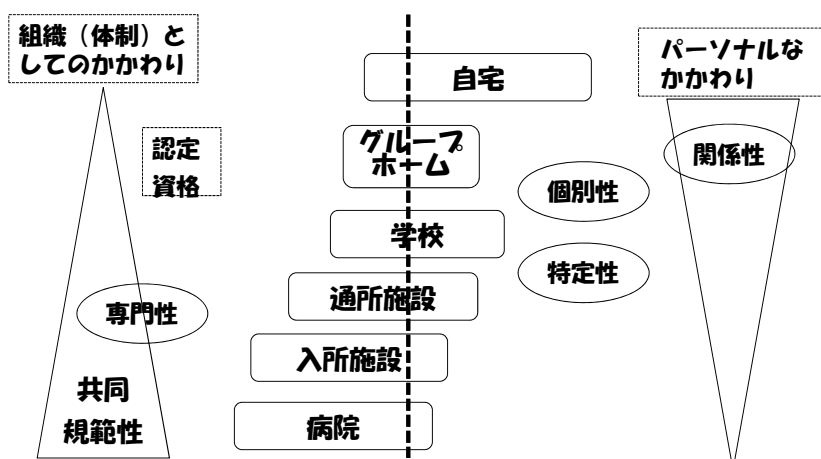 組織(体制)と
してのかかわり
パーソナルな
かかわり
自宅
認定
資格
グループ
ホーム
関係性
個別性
学校
特定性
通所施設
専門性
入所施設
共同
規範性
病院